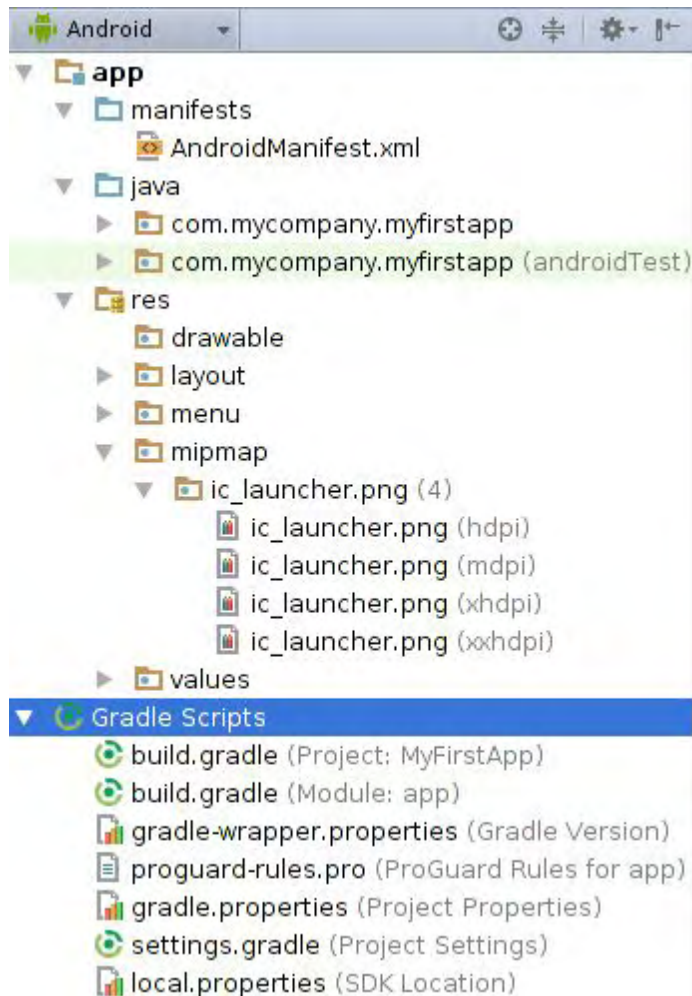 Android
app
manifests
AndroidManifest.xml
java
com.mycompany.myfirstapp
com.mycompany.myfirstapp (androidTest)
res
drawable
layout
menu
mipmap
ic_launcher.png (4)
ic_launcher.png (hdpi)
ic_launcher.png (mdpi)
ic_launcher.png (xhdpi)
ic_launcher.png (xxhdpi)
values
Gradle Scripts
build.gradle (Project: MyFirstApp)
build.gradle (Module: app)
gradle-wrapper.properties (Gradle Version)
proguard-rules.pro (ProGuard Rules for app)
gradle.properties (Project Properties)
settings.gradle (Project Settings)
local.properties (SDK Location)